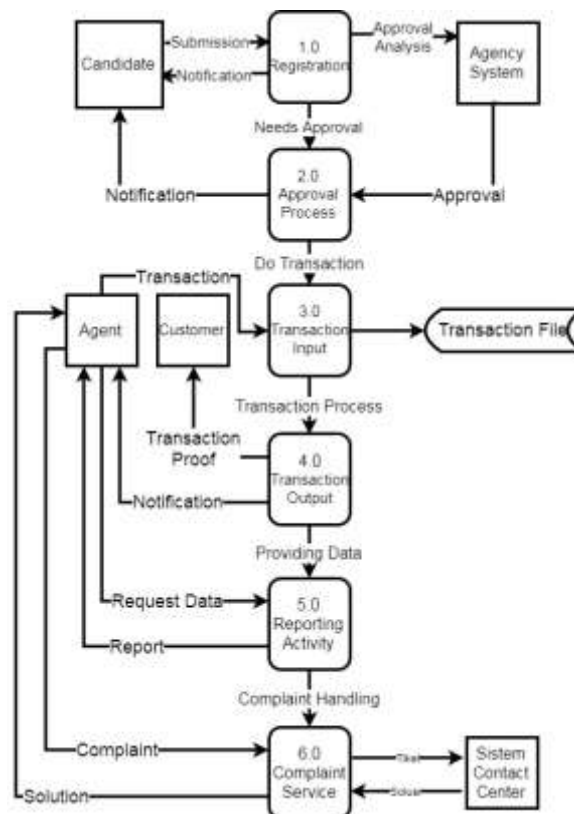 Submission
1.0
Registration
Approval
Analysis
Candidate
Agency
System
Notification
Needs Approval
2.0
Approval
Process
Notification
Approval
Do Transaction
Transaction
3.0
Transaction
Input
Agent
Customer
Transaction File
Transaction Process
Transaction
Proof
4.0
Transaction
Output
Notification
Providing Data
Request Data
5.0
Reporting
Activity
Report
Complaint Handling
Complaint
6.0
Complaint
Service
Sistem
Contact
Center
Solution